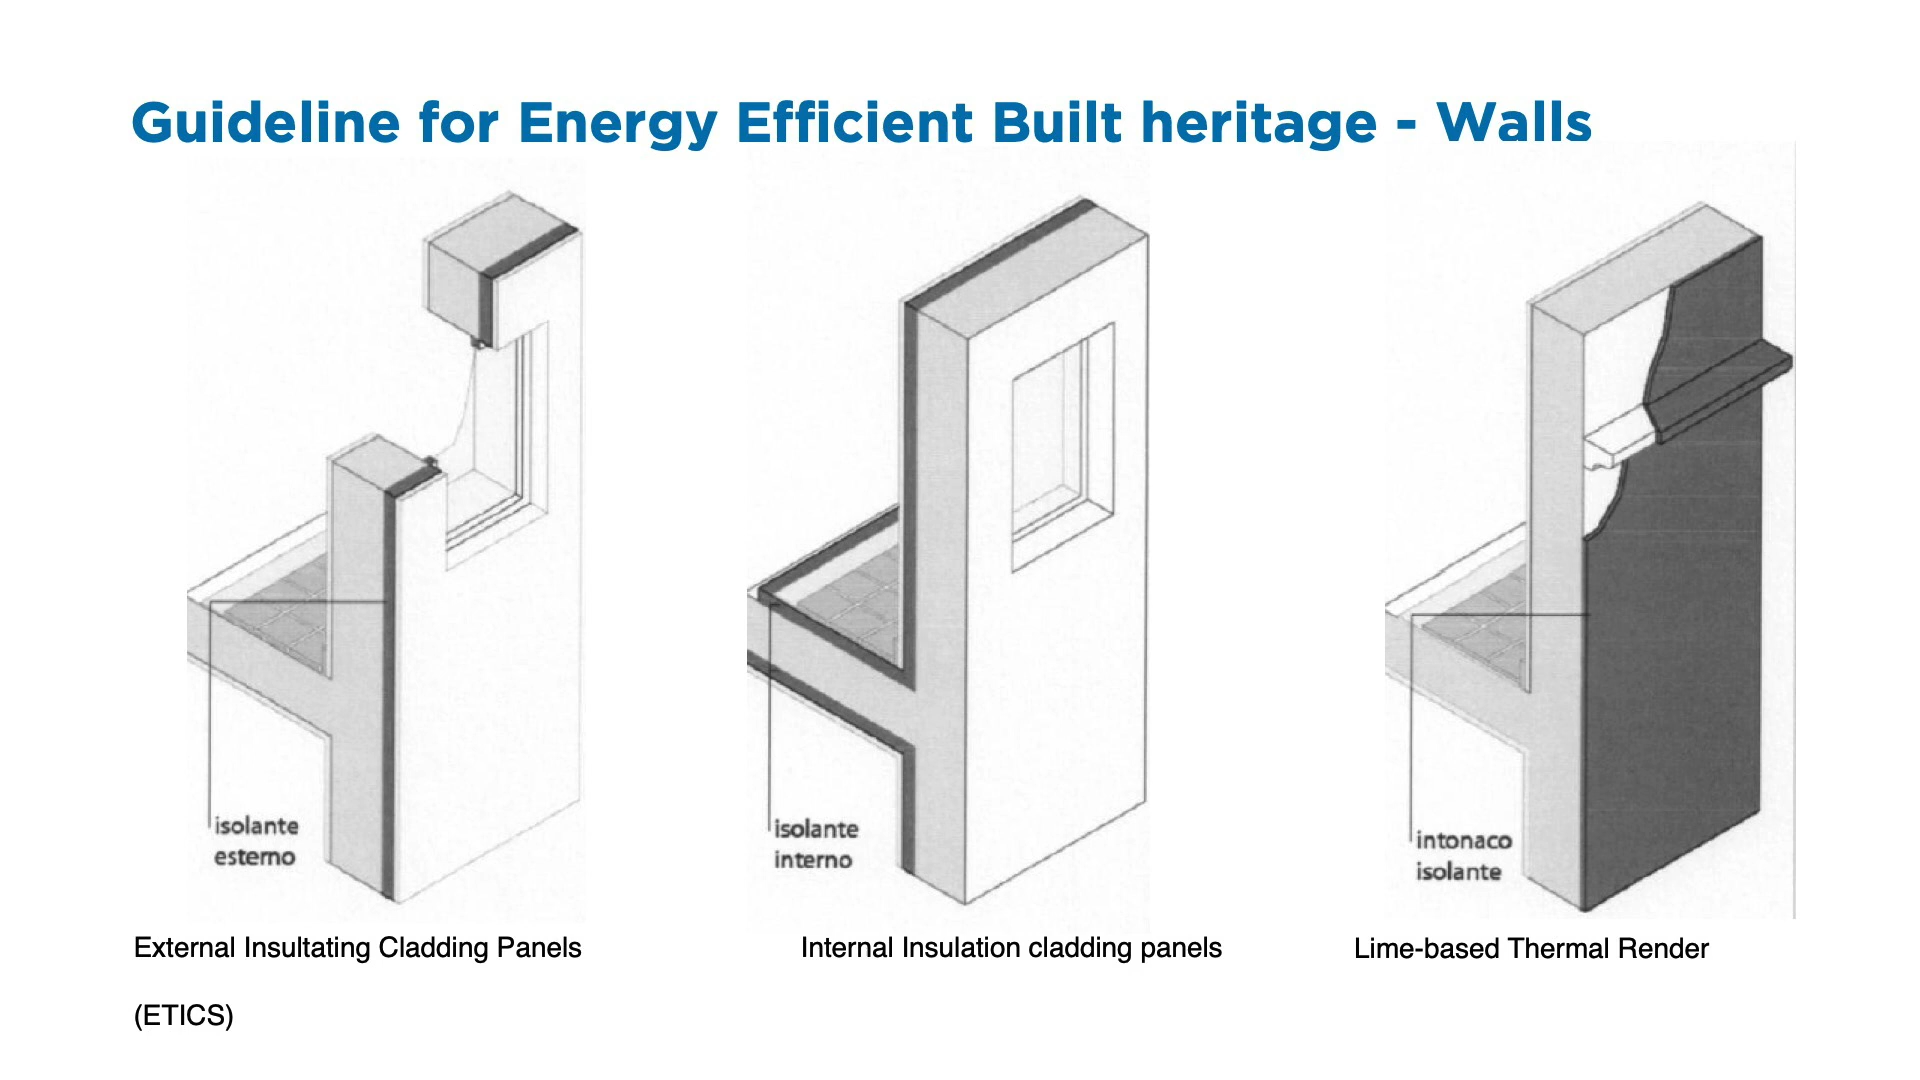 Guideline for Energy Efficient Built heritage - Walls
isolante
esterno
isolante
interno
intonaco
isolante
External Insultating Cladding Panels
(ETICS)
Internal Insulation cladding panels
Lime-based Thermal Render